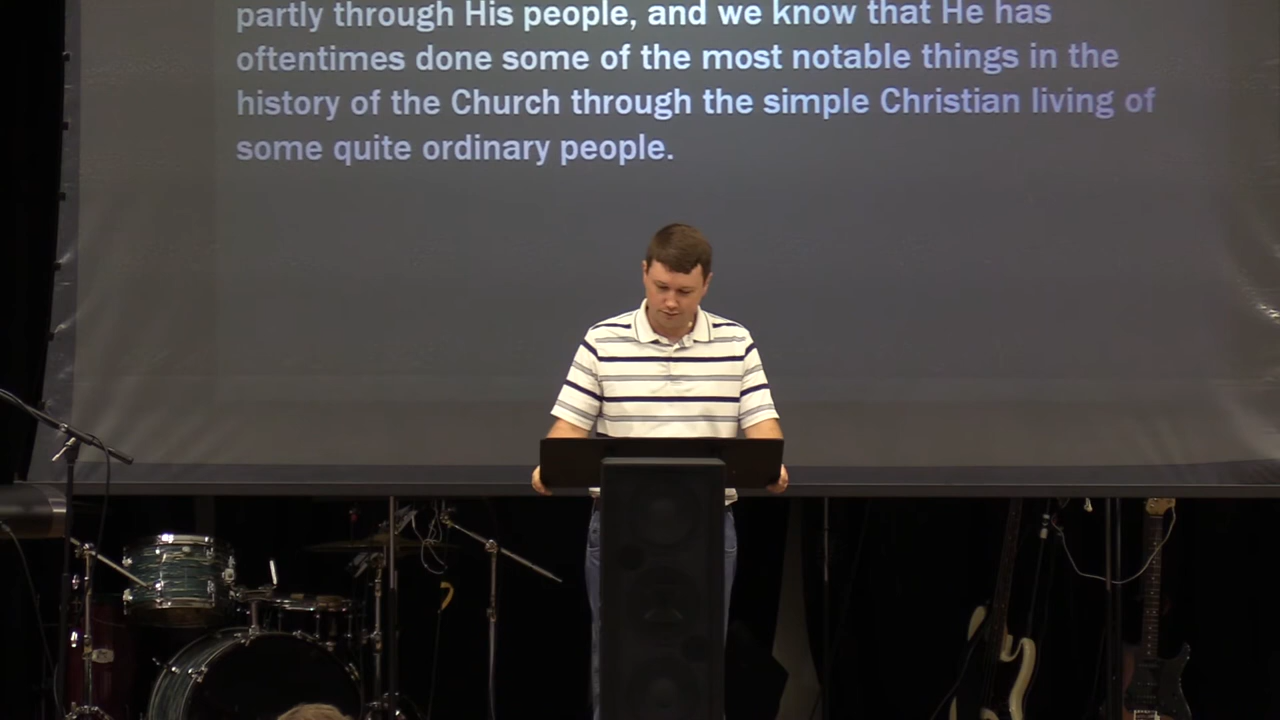 partly through His people, and we know that He has
oftentimes done some of the most notable things in the
history of the Church through the simple Christian living of
some quite ordinary people.